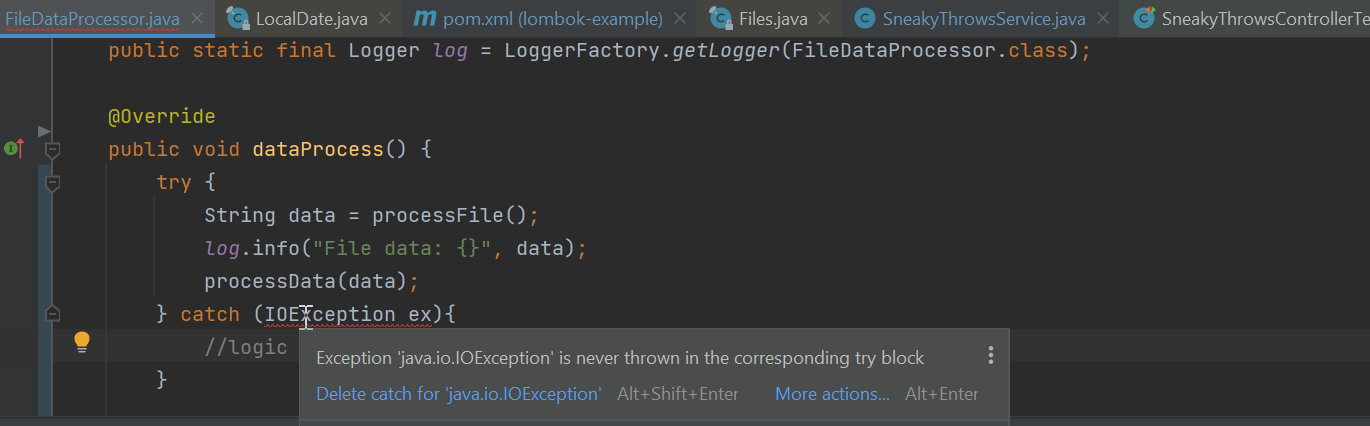 FileDataProcessor.java LocalDate.java pom.xml (lombok-example) Files.java SneakyThrowsService.java SneakyThrowsControllerTe
public static final Logger log = LoggerFactory.getLogger(FileDataProcessor.class);
@Override
public void dataProcess() {
try {
String data = processFile();
log.info("File data: {}", data);
processData(data);
} catch (IOException ex){
//logic
Exception 'java.io.IOException' is never thrown in the corresponding try block
}
Delete catch for 'java.io.IOException' Alt+Shift+Enter More actions... Alt+Enter